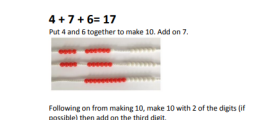 4 + 7 + 6= 17
Put 4 and 6 together to make 10. Add on 7.
Following on from making 10, make 10 with 2 of the digits (if
possible) then add on the third digit.